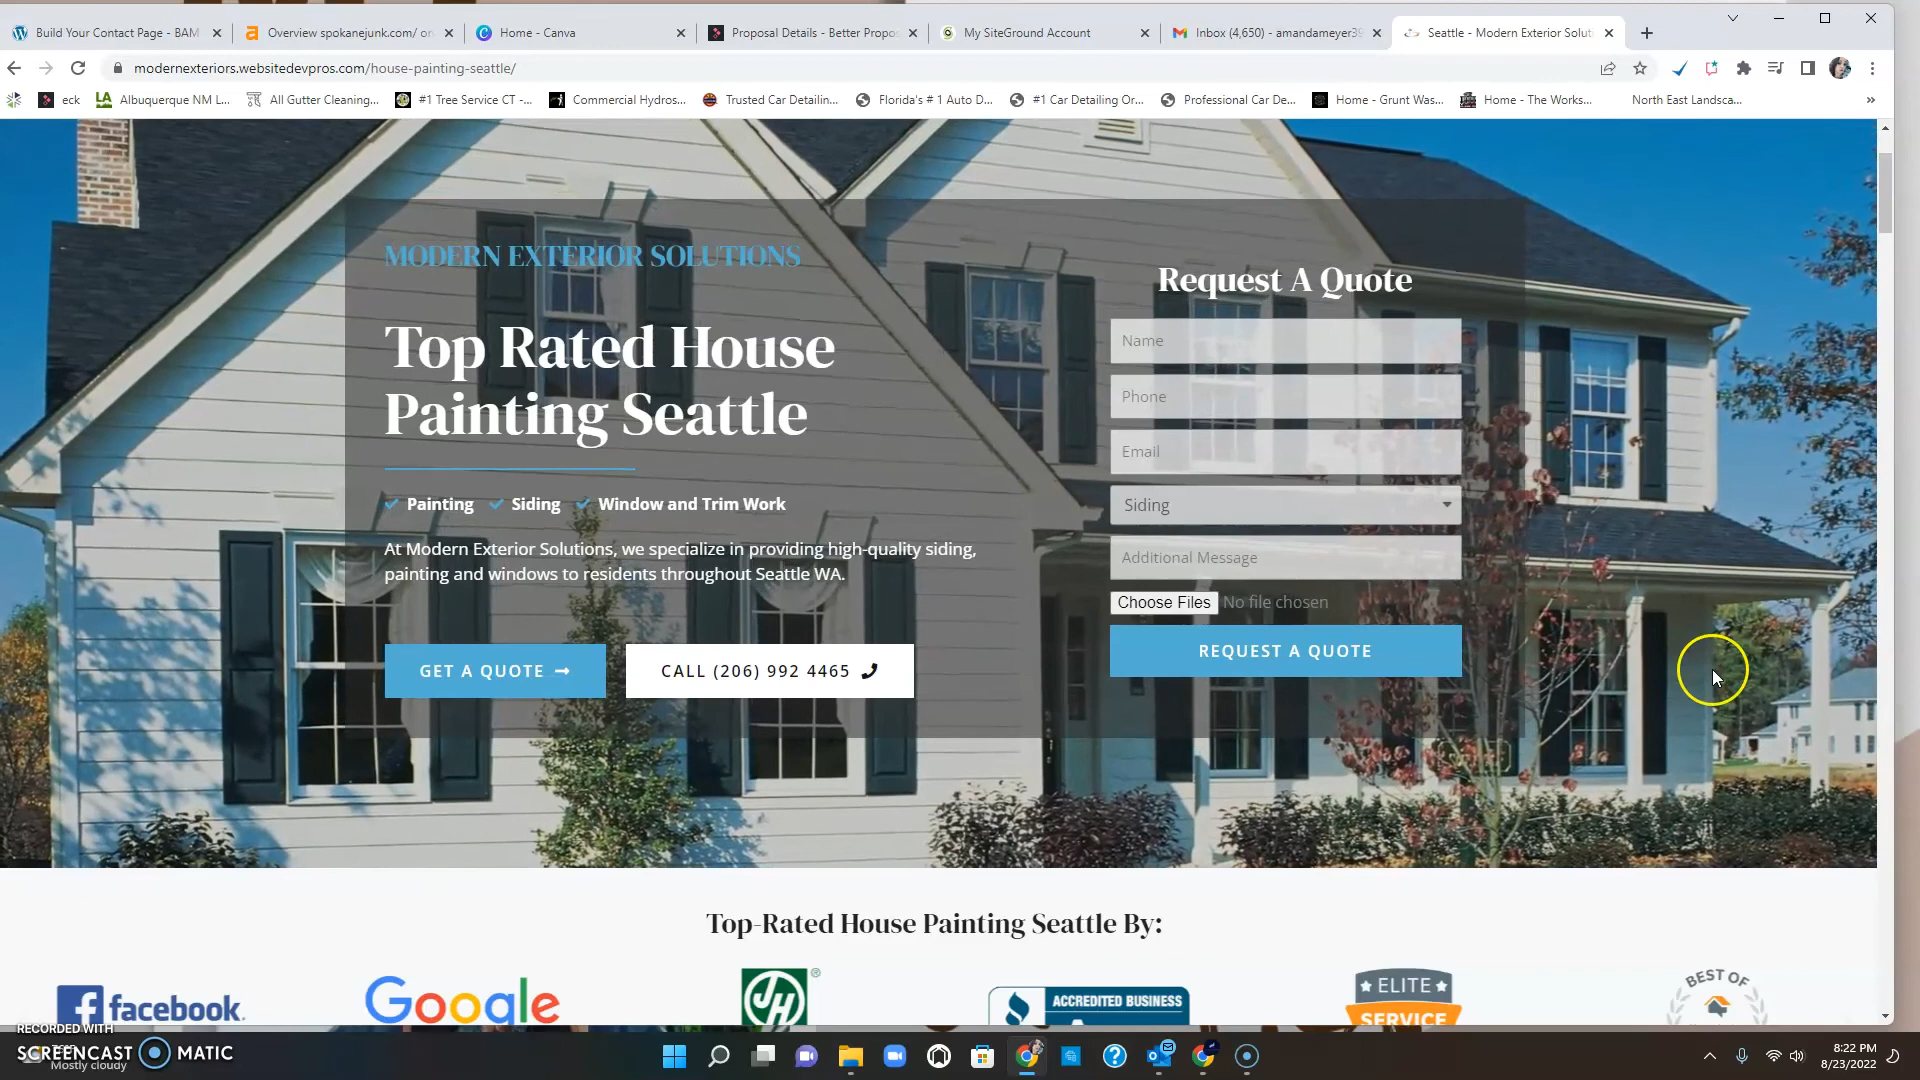 Build Your Contact Page - BAM
Overview spokanejunk.com/ or
Home - Canva
Proposal Details - Better Propos
My SiteGround Account
Inbox (4,650) - amandameyer39
Seattle - Modern Exterior Soluti
modernexteriors.websitedevpros.com/house-painting-seattle/
eck
Albuquerque NM L...
All Gutter Cleaning...
#1 Tree Service CT -...
Commercial Hydros...
Trusted Car Detailin...
Florida's # 1 Auto D...
#1 Car Detailing Or...
Professional Car De...
Home - Grunt Was...
Home - The Works...
North East Landsca...
MODERN EXTERIOR SOLUTIONS
Top Rated House
Painting Seattle
Painting Siding Window and Trim Work
At Modern Exterior Solutions, we specialize in providing high-quality siding,
painting and windows to residents throughout Seattle WA.
GET A QUOTE
CALL (206) 992 4465
Request A Quote
Name
Phone
Email
Siding
Additional Message
Choose Files No file chosen
REQUEST A QUOTE
Top-Rated House Painting Seattle By:
facebook.
Google
JH
ACCREDITED BUSINESS
ELITE
SERVICE
BEST OF
RECORDED WITH
SCREENCAST MATIC
Mostly cloudy
8:22 PM
8/23/2022